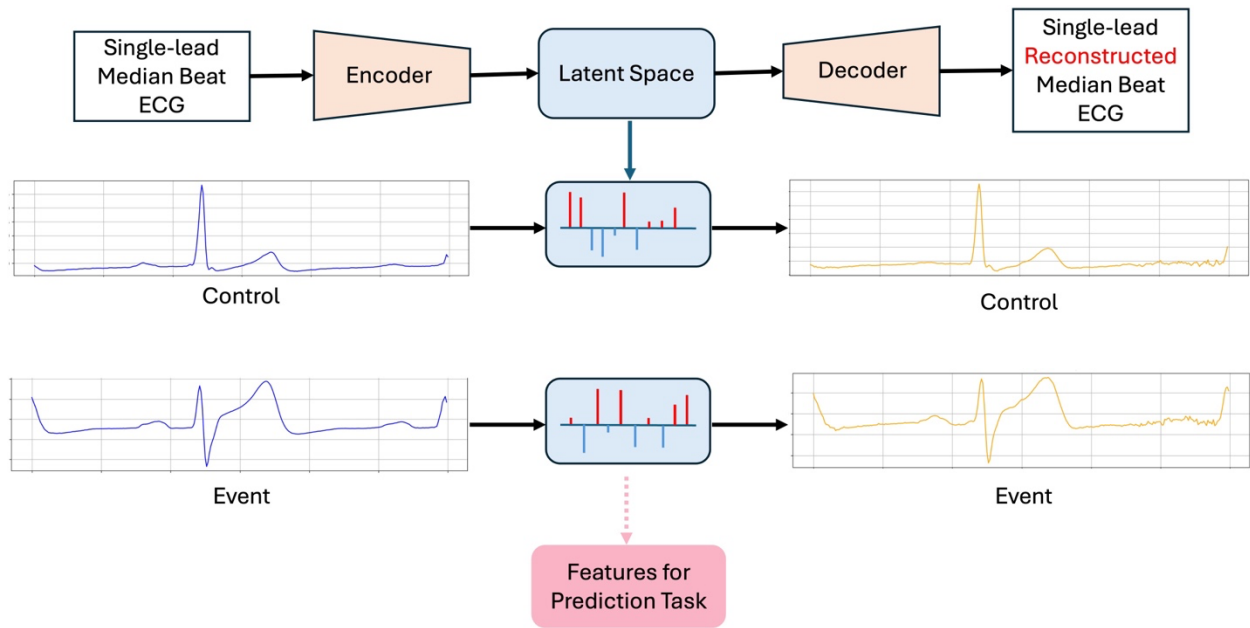 Single-lead
Median Beat
ECG
Encoder
Latent Space
Decoder
Single-lead
Reconstructed
Median Beat
ECG
Control
Control
Event
Event
Features for
Prediction Task